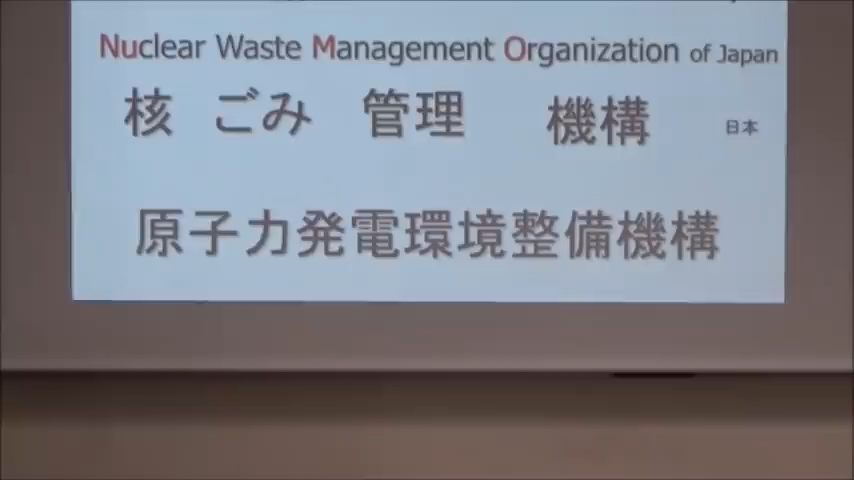 Nuclear Waste Management Organization of Japan
核 ごみ 管理 機構 日本
原子力発電環境整備機構